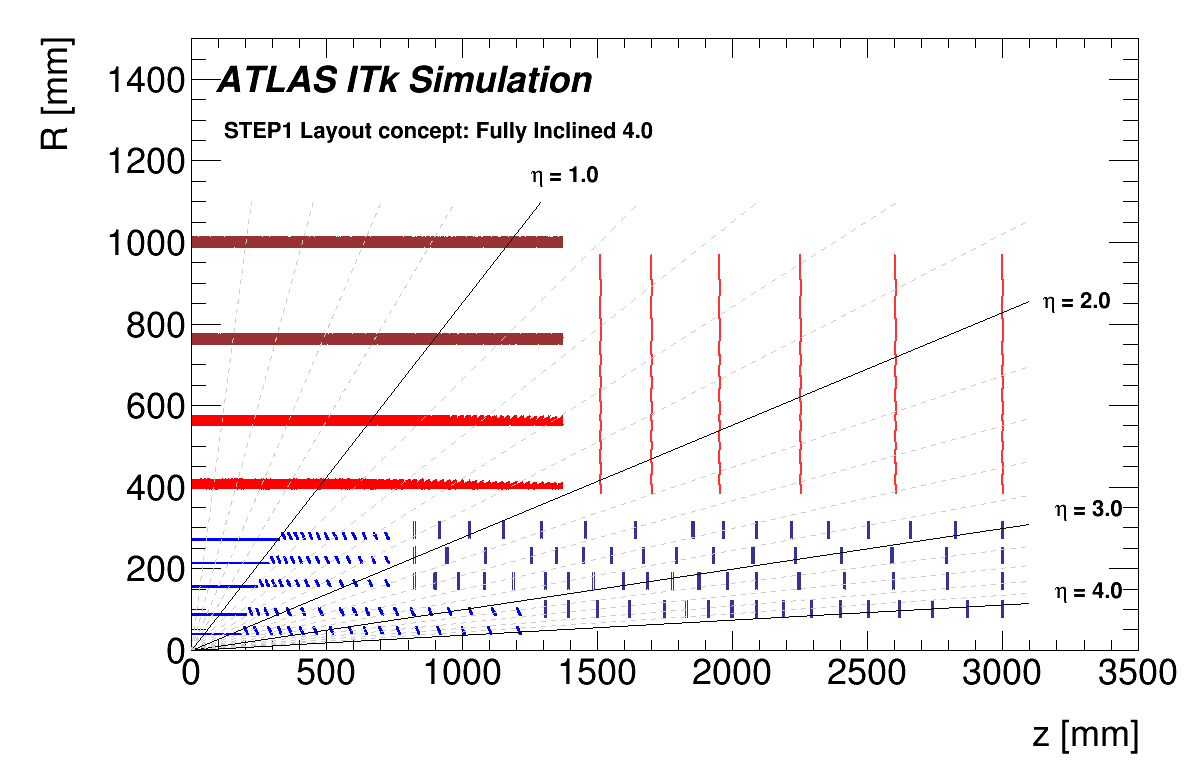 R [mm]
1400
ATLAS ITk Simulation
STEP1 Layout concept: Fully Inclined 4.0
1200
η = 1.0
1000
800
η = 2.0
600
400
η = 3.0
200
η = 4.0
0
0 500 1000 1500 2000 2500 3000 3500
z [mm]